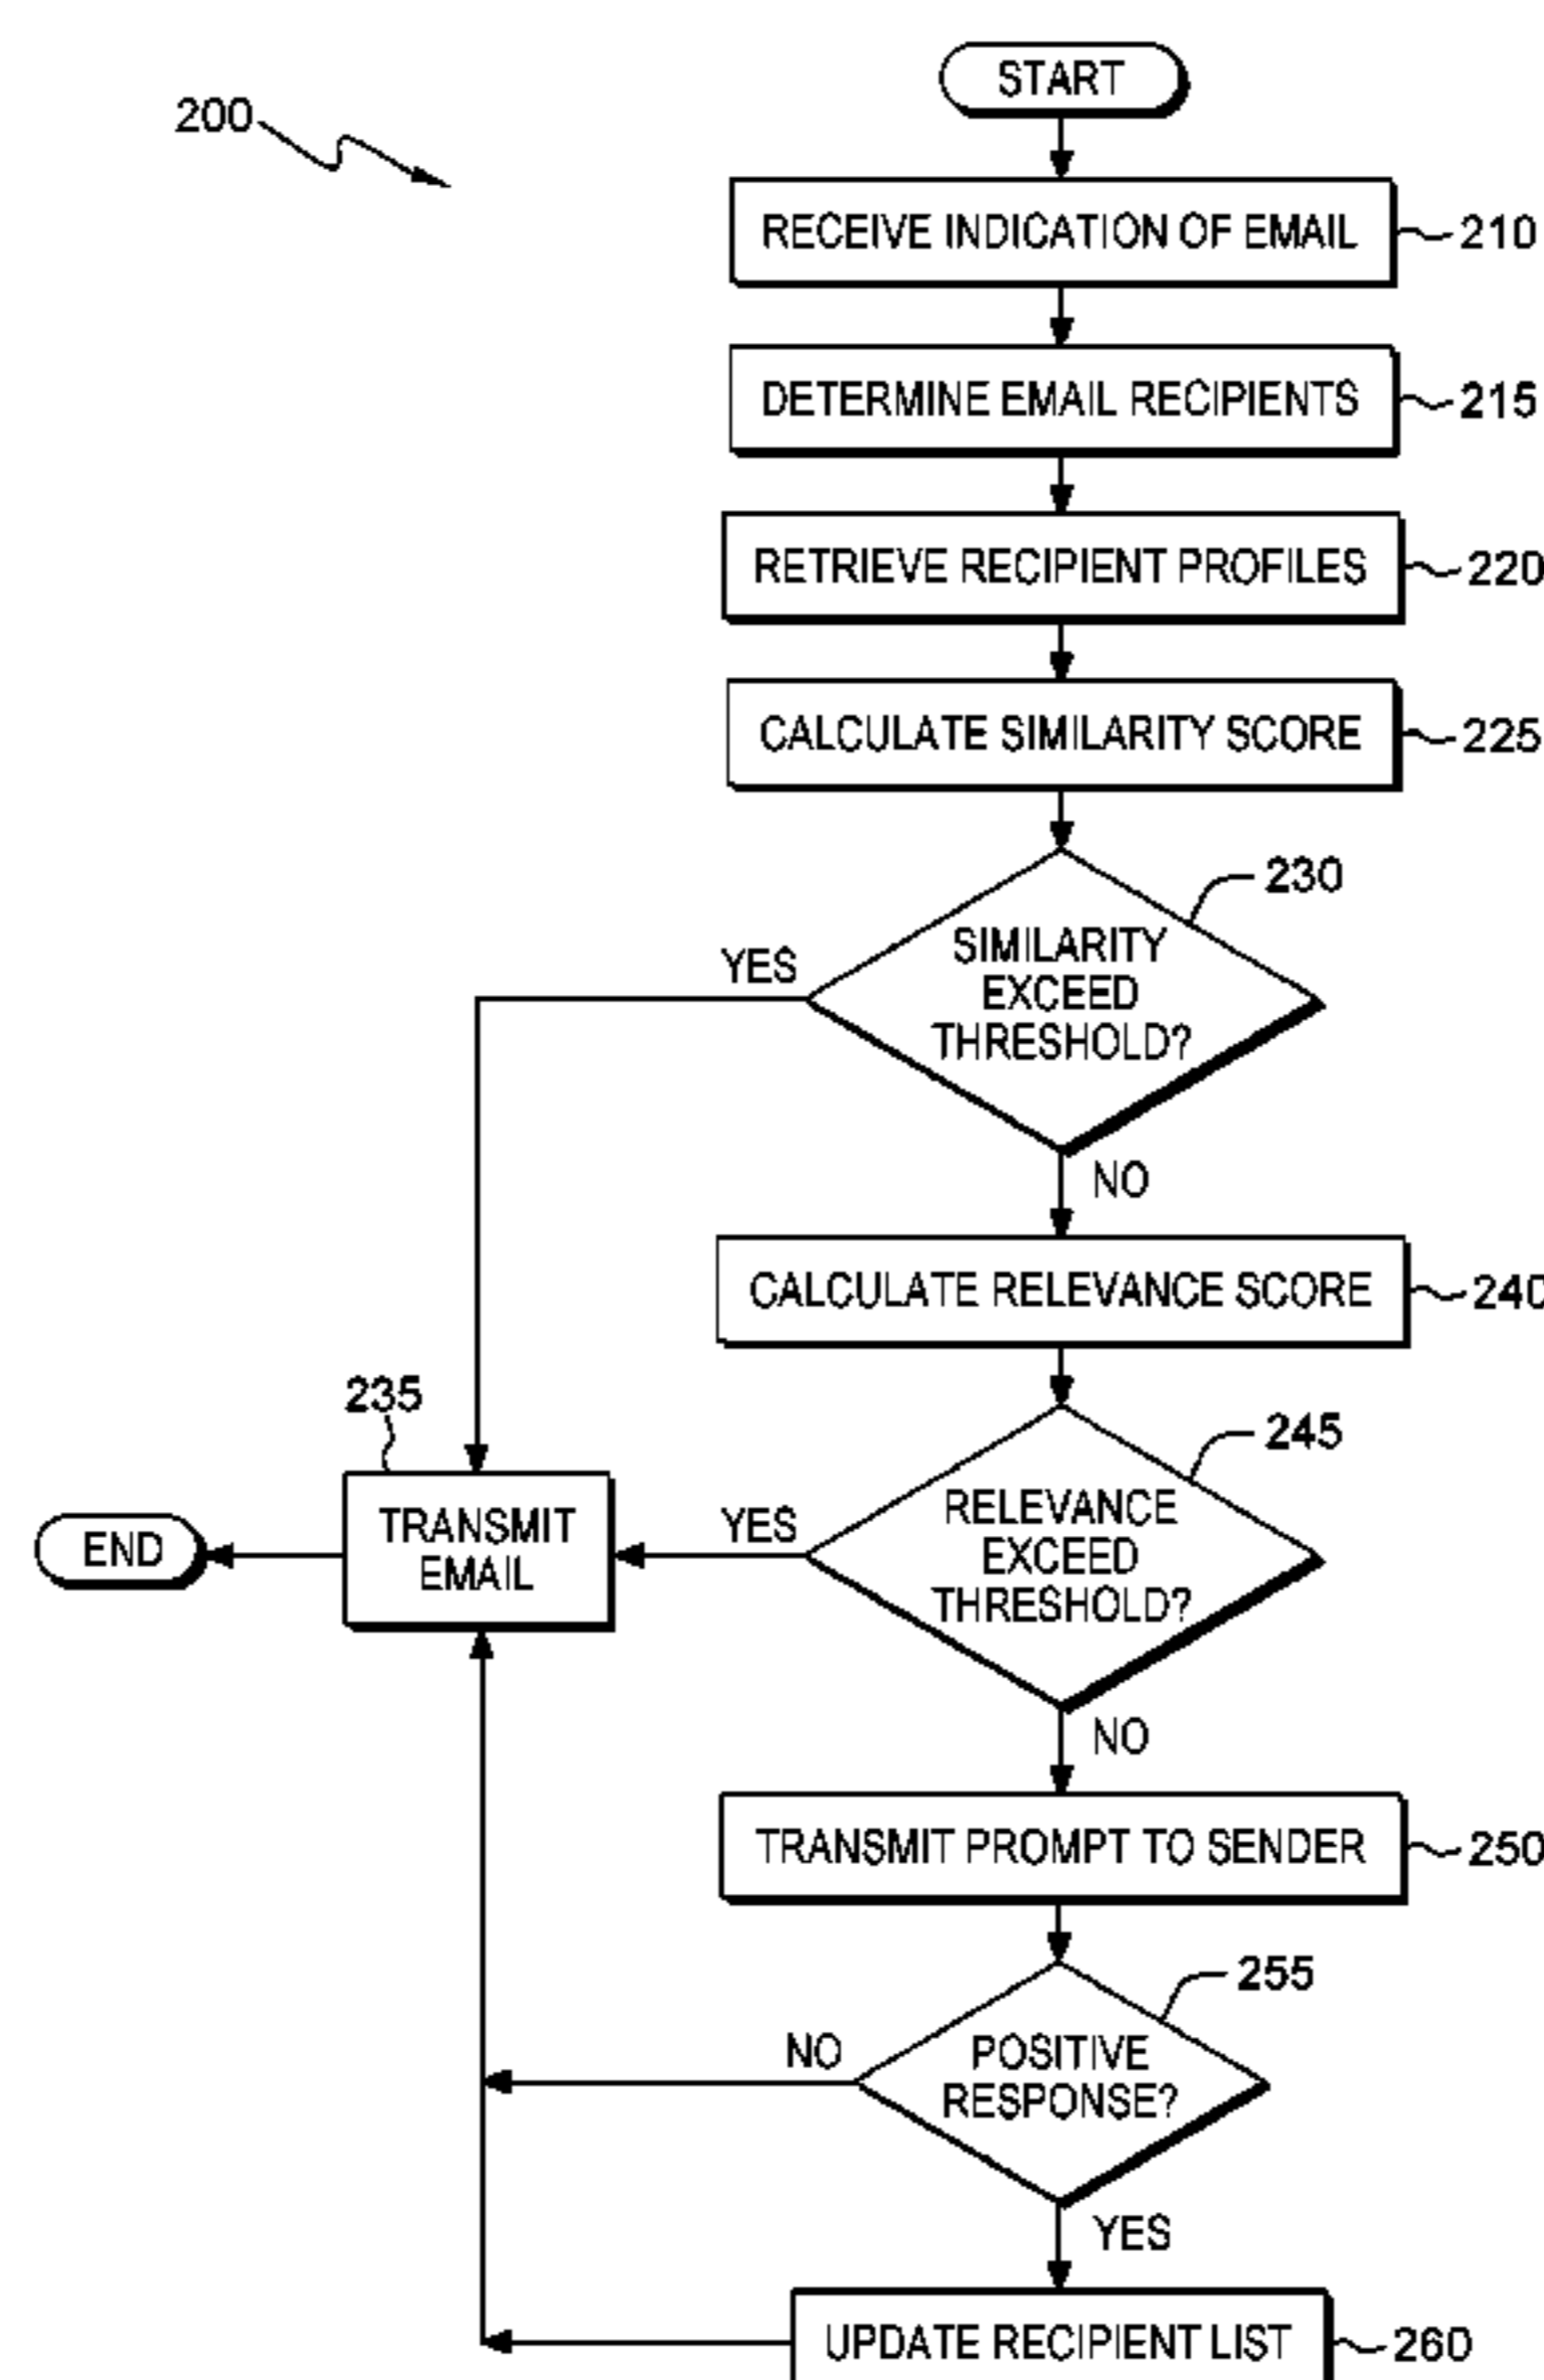 START
200
RECEIVE INDICATION OF EMAIL
210
DETERMINE EMAIL RECIPIENTS
215
RETRIEVE RECIPIENT PROFILES
220
CALCULATE SIMILARITY SCORE
225
230
SIMILARITY
EXCEED
THRESHOLD?
YES
NO
CALCULATE RELEVANCE SCORE
240
235
245
TRANSMIT
EMAIL
END
YES
RELEVANCE
EXCEED
THRESHOLD?
NO
TRANSMIT PROMPT TO SENDER
250
255
NO
POSITIVE
RESPONSE?
YES
UPDATE RECIPIENT LIST
260